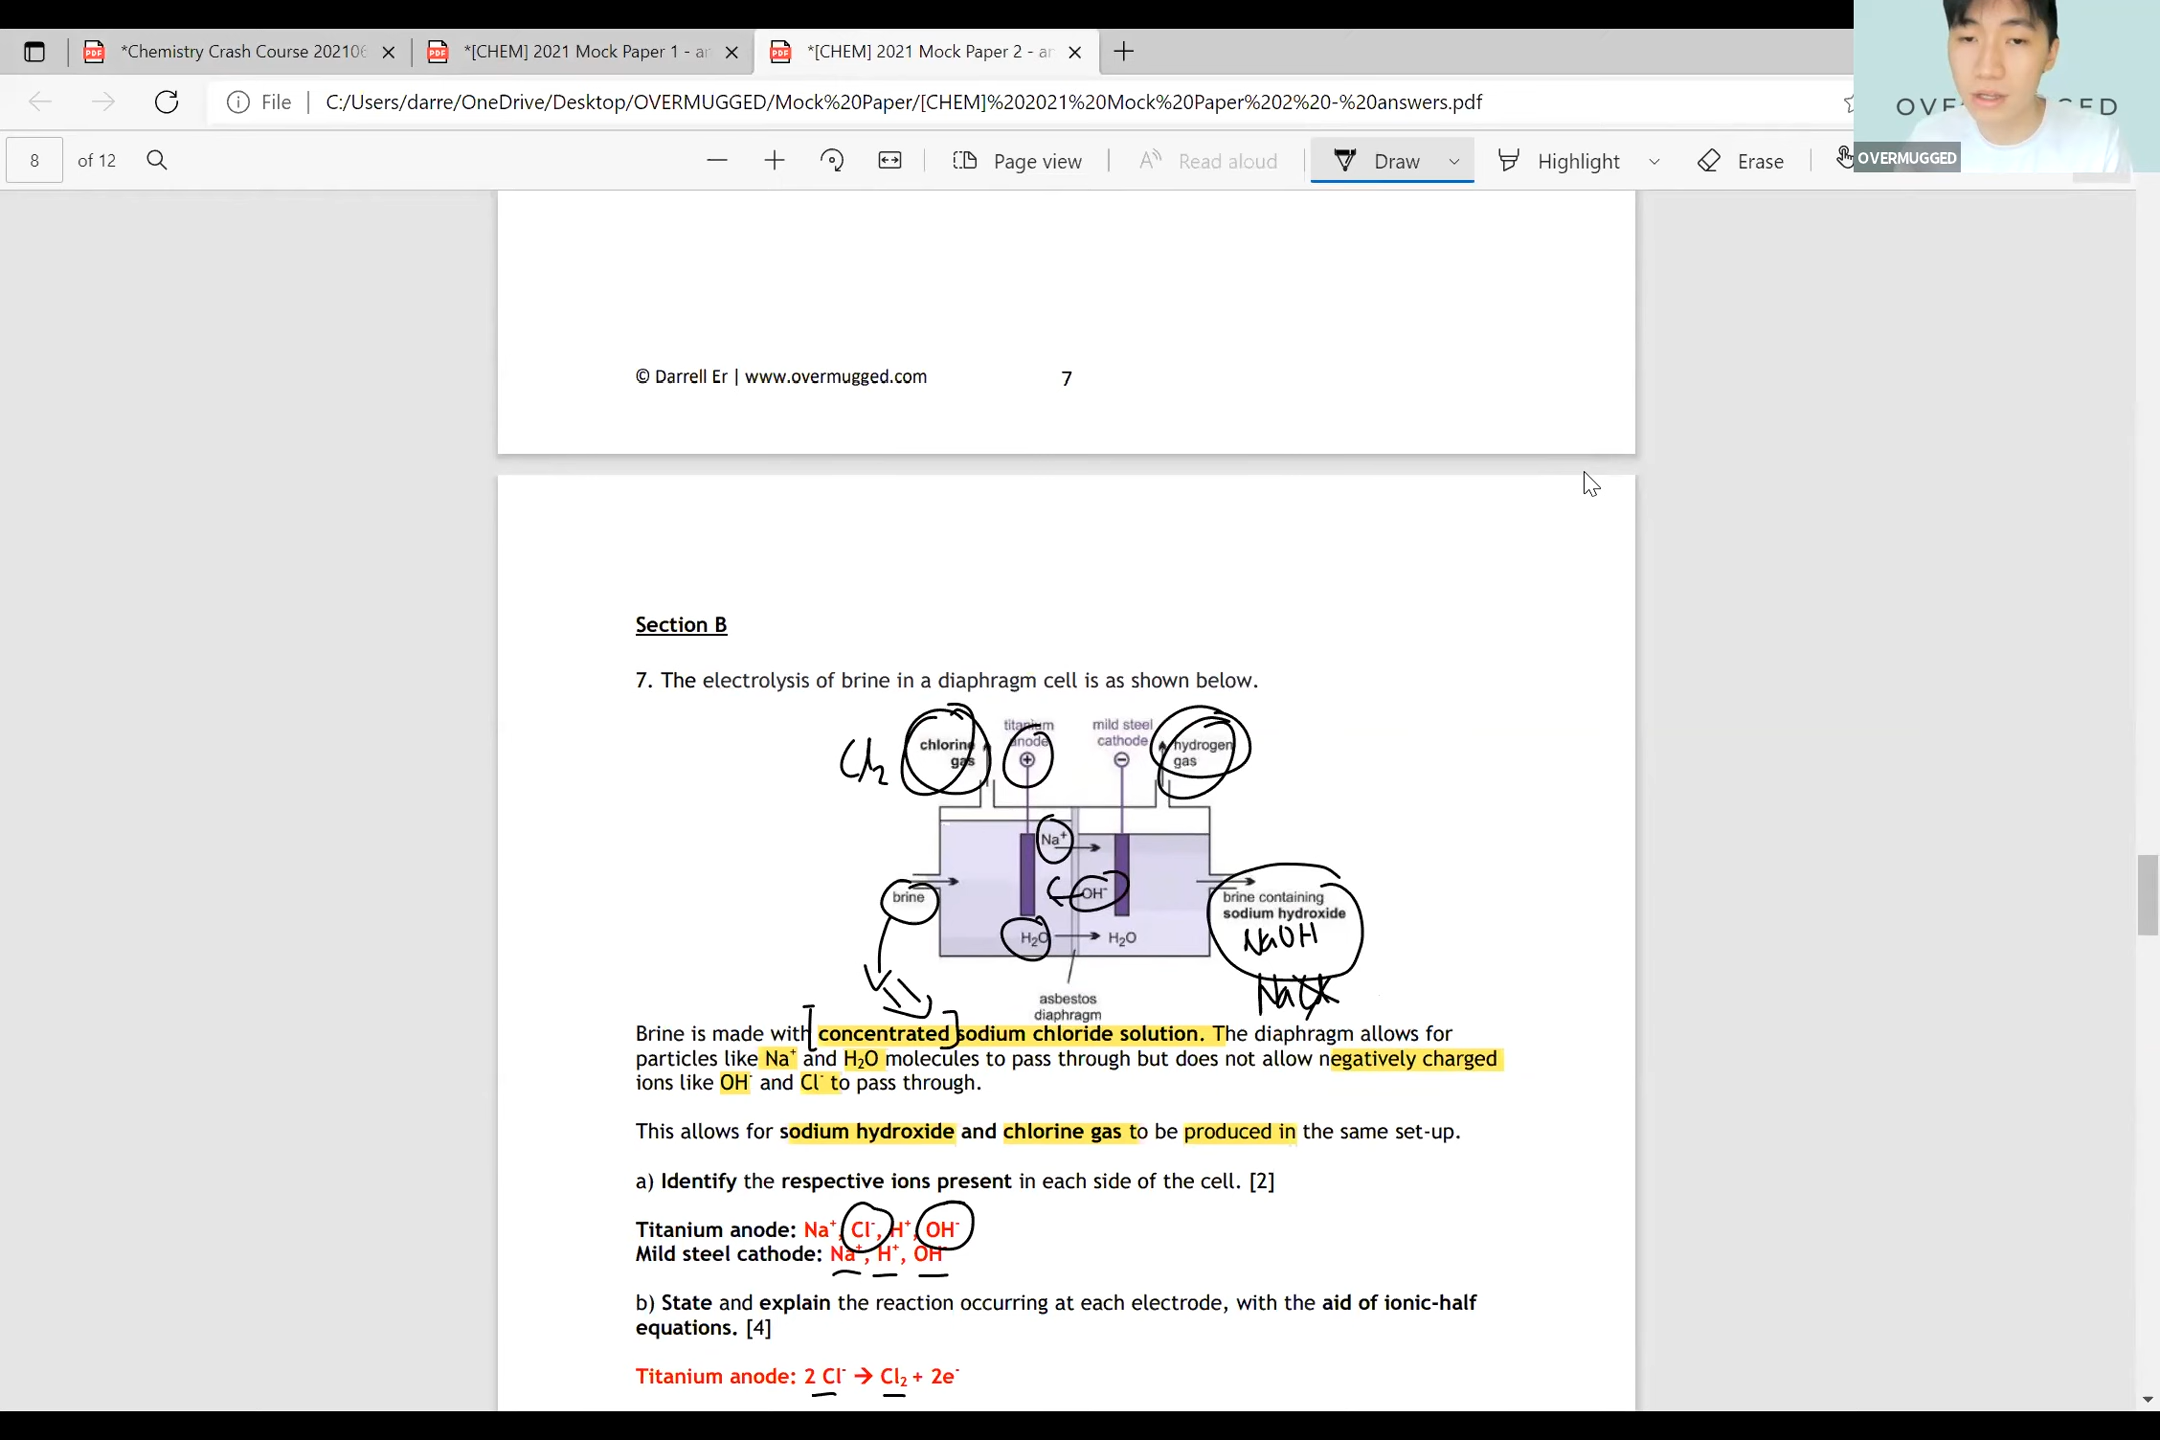 *Chemistry Crash Course 202106
*[CHEM] 2021 Mock Paper 1 - ar
*[CHEM] 2021 Mock Paper 2 - ar
File
C:/Users/darre/OneDrive/Desktop/OVERMUGGED/Mock%20Paper/[CHEM]%202021%20Mock%20Paper%202%20-%20answers.pdf
8 of 12
Page view
Read aloud
Draw
Highlight
Erase
OVERMUGGED
© Darrell Er | www.overmugged.com 7
Section B
7. The electrolysis of brine in a diaphragm cell is as shown below.
Cl₂
chlorine
gas
titanium
anode
+
mild steel
cathode
−
hydrogen
gas
Na⁺
OH⁻
H₂O → H₂O
brine
brine containing
sodium hydroxide
NaOH
asbestos
diaphragm
Brine is made with concentrated sodium chloride solution. The diaphragm allows for
particles like Na⁺ and H₂O molecules to pass through but does not allow negatively charged
ions like OH⁻ and Cl⁻ to pass through.
This allows for sodium hydroxide and chlorine gas to be produced in the same set-up.
a) Identify the respective ions present in each side of the cell. [2]
Titanium anode: Na⁺, Cl⁻, H⁺, OH⁻
Mild steel cathode: Na⁺, H⁺, OH⁻
b) State and explain the reaction occurring at each electrode, with the aid of ionic-half
equations. [4]
Titanium anode: 2 Cl⁻ → Cl₂ + 2e⁻